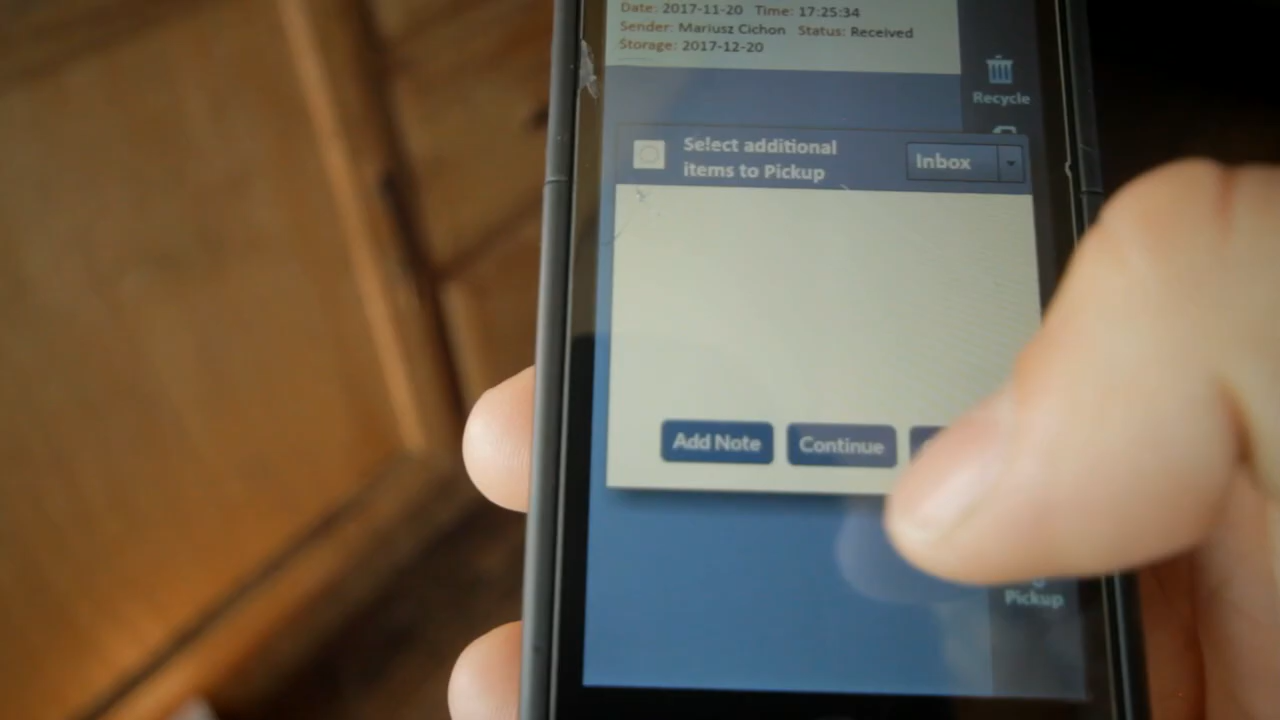 Date: 2017-11-20 Time: 17:25:34
Sender: Mariusz Cichon Status: Received
Storage: 2017-12-20
Recycle
Select additional
items to Pickup
Inbox
Add Note
Continue
Pickup